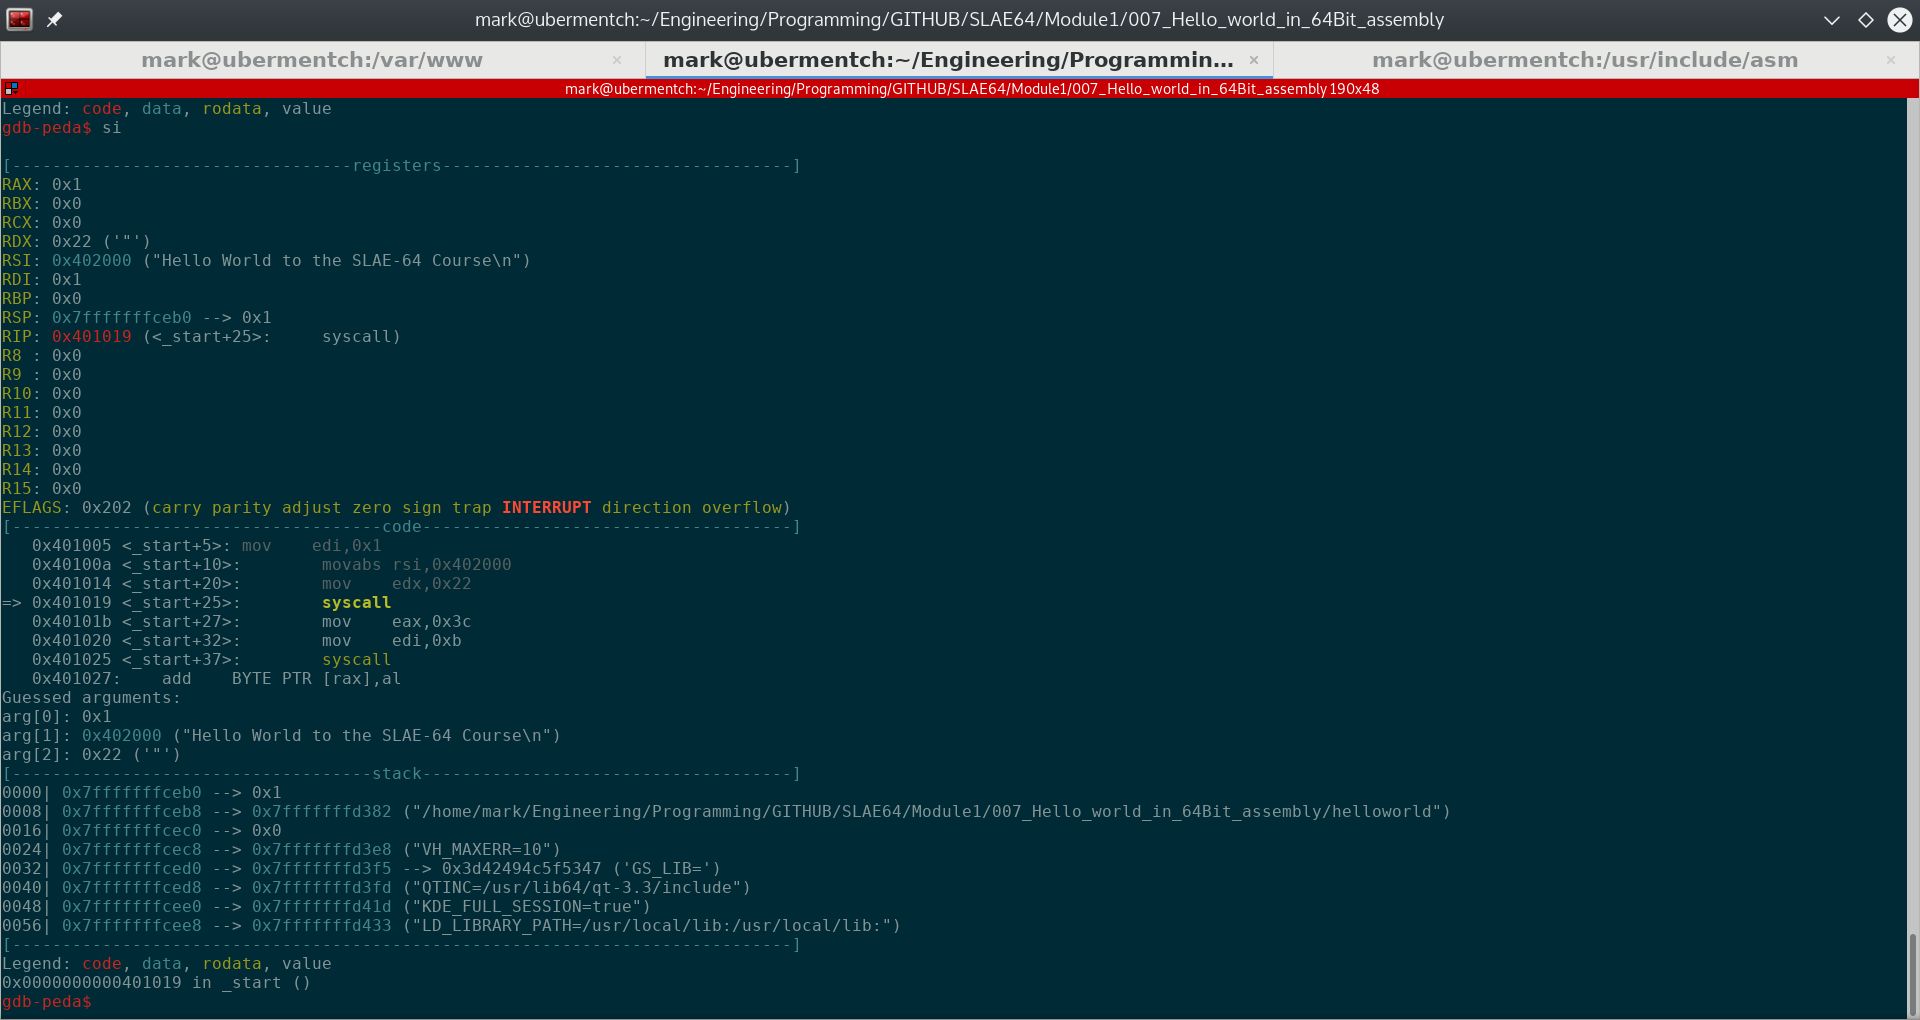 mark@ubermentch:~/Engineering/Programming/GITHUB/SLAE64/Module1/007_Hello_world_in_64Bit_assembly
mark@ubermentch:/var/www × mark@ubermentch:~/Engineering/Programmin... × mark@ubermentch:/usr/include/asm ×
mark@ubermentch:~/Engineering/Programming/GITHUB/SLAE64/Module1/007_Hello_world_in_64Bit_assembly 190x48
Legend: code, data, rodata, value
gdb-peda$ si
[----------------------------------registers-----------------------------------]
RAX: 0x1
RBX: 0x0
RCX: 0x0
RDX: 0x22 ('"')
RSI: 0x402000 ("Hello World to the SLAE-64 Course\n")
RDI: 0x1
RBP: 0x0
RSP: 0x7fffffffceb0 --> 0x1
RIP: 0x401019 (<_start+25>:     syscall)
R8 : 0x0
R9 : 0x0
R10: 0x0
R11: 0x0
R12: 0x0
R13: 0x0
R14: 0x0
R15: 0x0
EFLAGS: 0x202 (carry parity adjust zero sign trap INTERRUPT direction overflow)
[-------------------------------------code-------------------------------------]
   0x401005 <_start+5>: mov    edi,0x1
   0x40100a <_start+10>:        movabs rsi,0x402000
   0x401014 <_start+20>:        mov    edx,0x22
=> 0x401019 <_start+25>:        syscall
   0x40101b <_start+27>:        mov    eax,0x3c
   0x401020 <_start+32>:        mov    edi,0xb
   0x401025 <_start+37>:        syscall
   0x401027:    add    BYTE PTR [rax],al
Guessed arguments:
arg[0]: 0x1
arg[1]: 0x402000 ("Hello World to the SLAE-64 Course\n")
arg[2]: 0x22 ('"')
[------------------------------------stack-------------------------------------]
0000| 0x7fffffffceb0 --> 0x1
0008| 0x7fffffffceb8 --> 0x7fffffffd382 ("/home/mark/Engineering/Programming/GITHUB/SLAE64/Module1/007_Hello_world_in_64Bit_assembly/helloworld")
0016| 0x7fffffffcec0 --> 0x0
0024| 0x7fffffffcec8 --> 0x7fffffffd3e8 ("VH_MAXERR=10")
0032| 0x7fffffffced0 --> 0x7fffffffd3f5 --> 0x3d42494c5f5347 ('GS_LIB=')
0040| 0x7fffffffced8 --> 0x7fffffffd3fd ("QTINC=/usr/lib64/qt-3.3/include")
0048| 0x7fffffffcee0 --> 0x7fffffffd41d ("KDE_FULL_SESSION=true")
0056| 0x7fffffffcee8 --> 0x7fffffffd433 ("LD_LIBRARY_PATH=/usr/local/lib:/usr/local/lib:")
[------------------------------------------------------------------------------]
Legend: code, data, rodata, value
0x0000000000401019 in _start ()
gdb-peda$